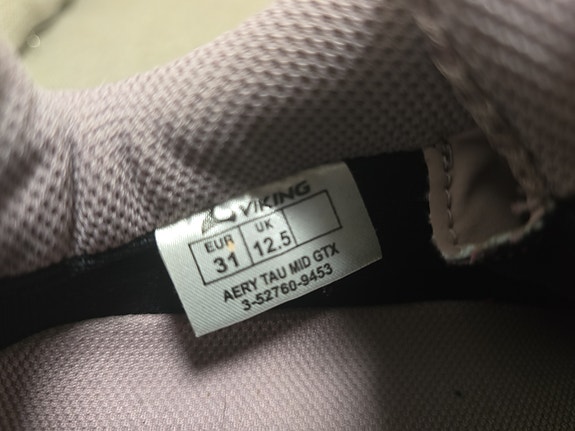 VIKING
EUR UK
31 12.5
AERY TAU MID GTX
3-52760-9453